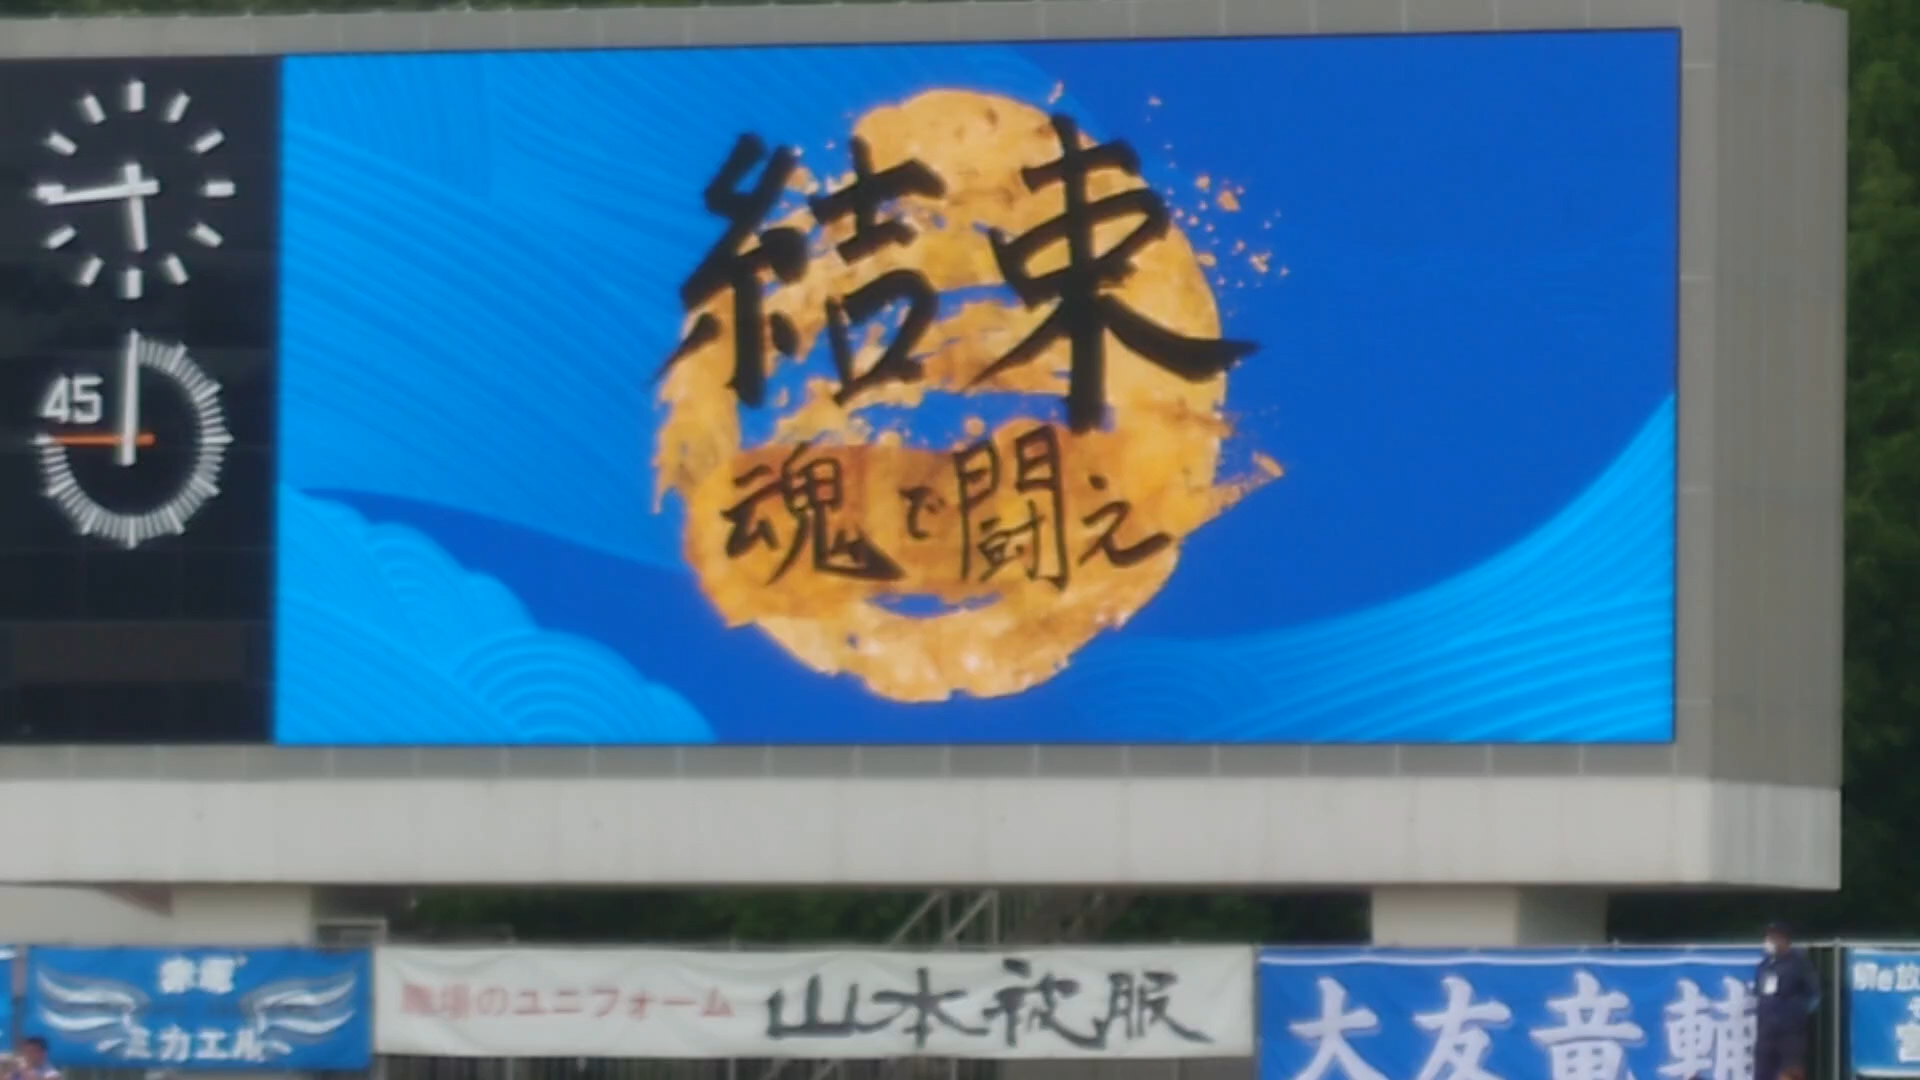 結束
魂で闘え
45
ミカエル
職場のユニフォーム 山本被服
大友竜輔